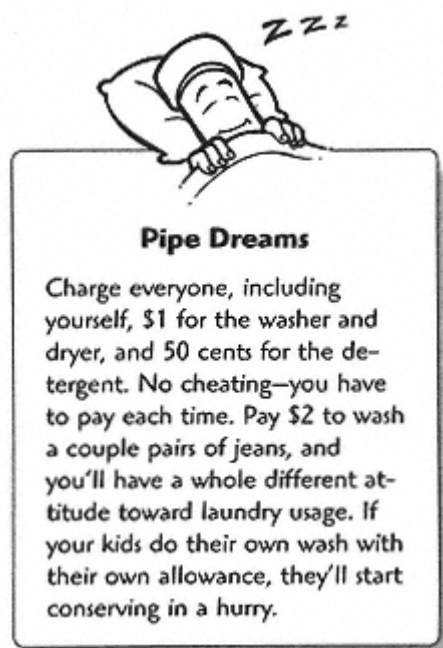 Z Z Z
Pipe Dreams
Charge everyone, including
yourself, $1 for the washer and
dryer, and 50 cents for the de-
tergent. No cheating—you have
to pay each time. Pay $2 to wash
a couple pairs of jeans, and
you'll have a whole different at-
titude toward laundry usage. If
your kids do their own wash with
their own allowance, they'll start
conserving in a hurry.